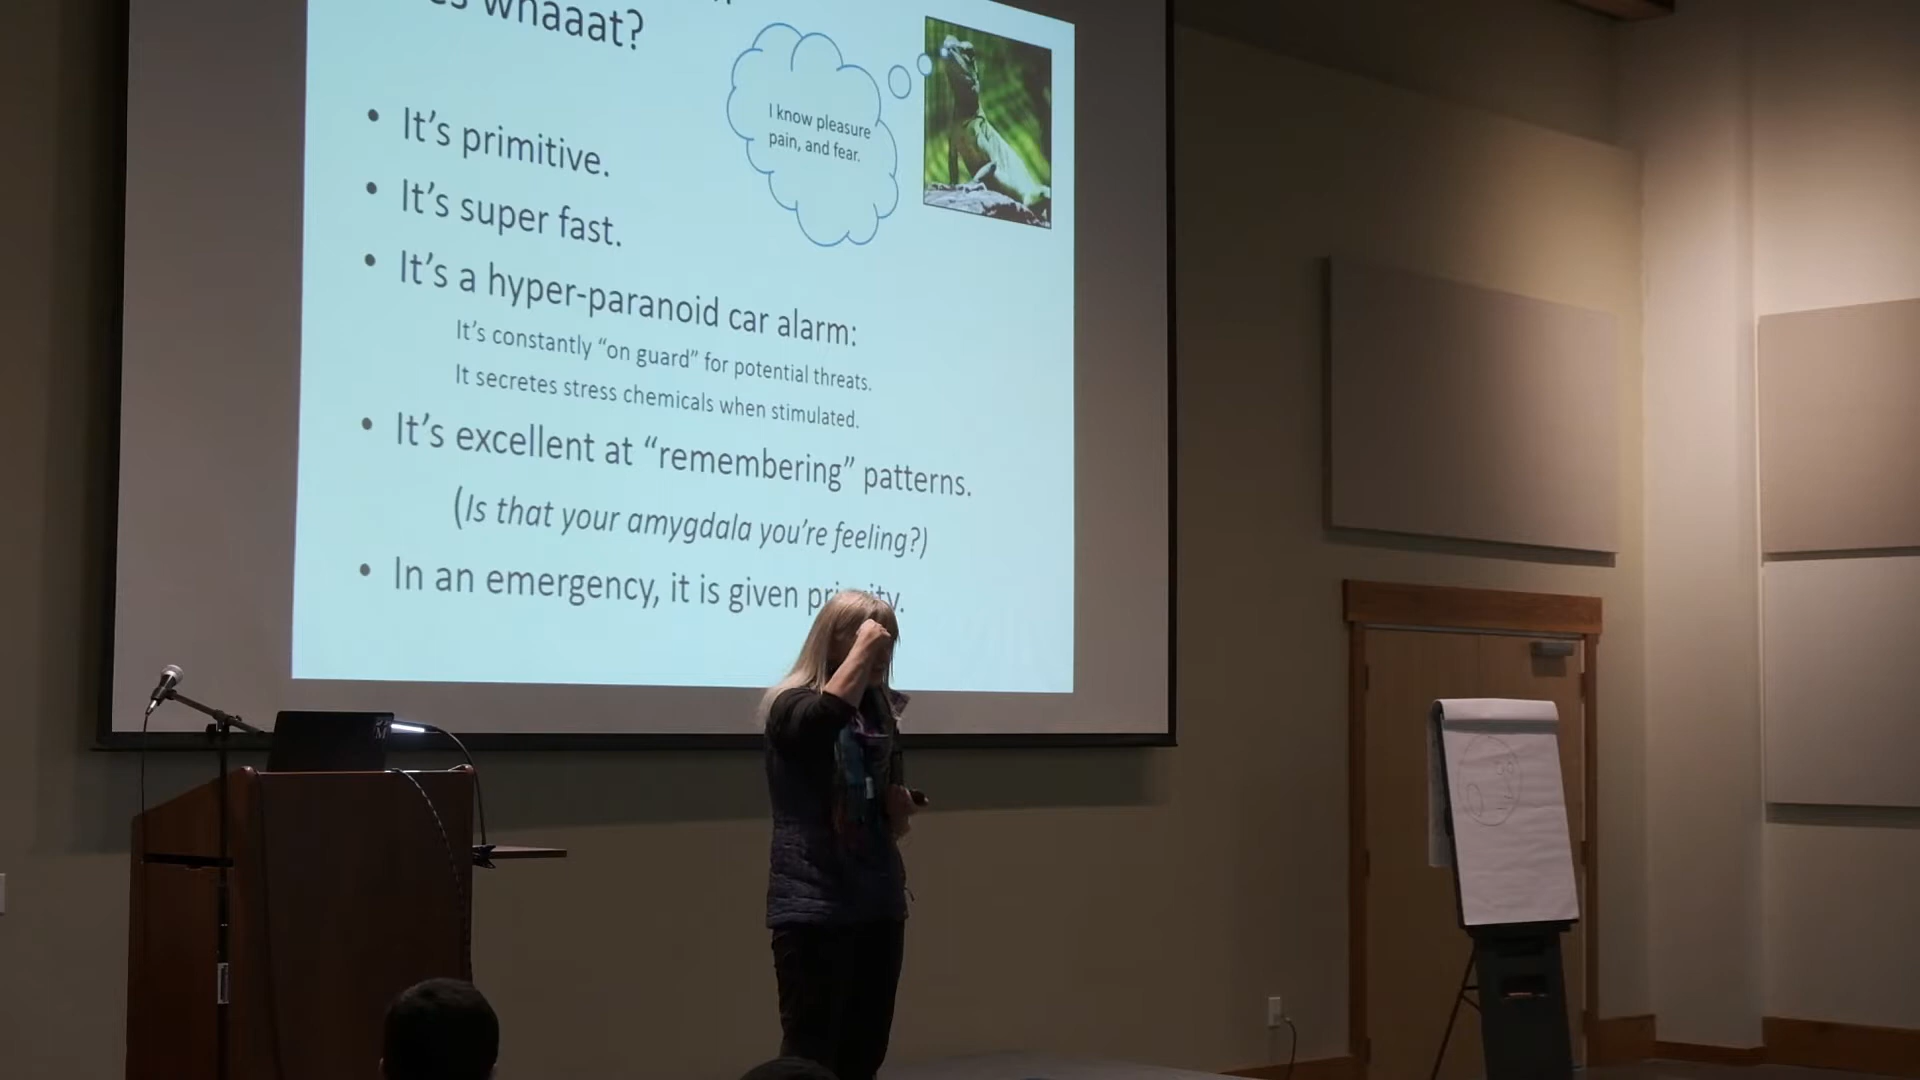 whaaat?
I know pleasure
pain, and fear.
• It’s primitive.
• It’s super fast.
• It’s a hyper-paranoid car alarm:
It’s constantly “on guard” for potential threats.
It secretes stress chemicals when stimulated.
• It’s excellent at “remembering” patterns.
(Is that your amygdala you’re feeling?)
• In an emergency, it is given priority.